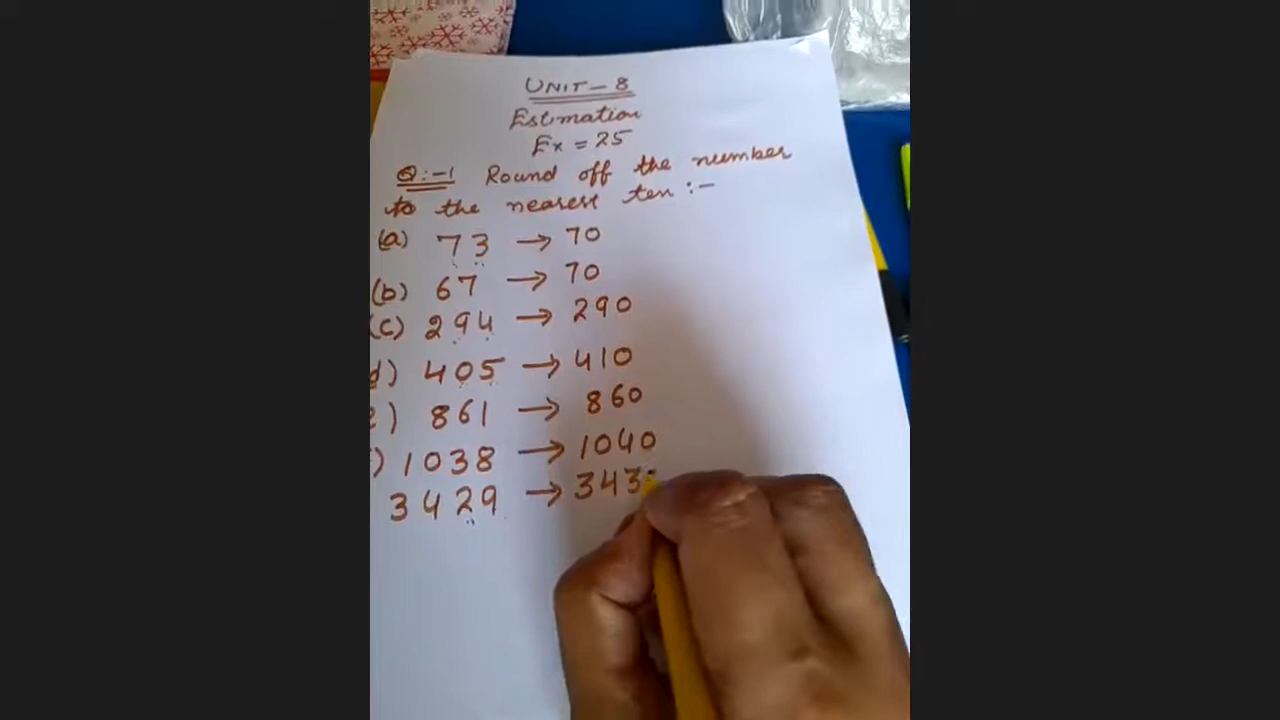 UNIT - 8
Estimation
Ex = 25
Q:-1 Round off the number
to the nearest ten :-
(a) 73 → 70
(b) 67 → 70
(c) 294 → 290
d) 405 → 410
e) 861 → 860
) 1038 → 1040
3429 → 343